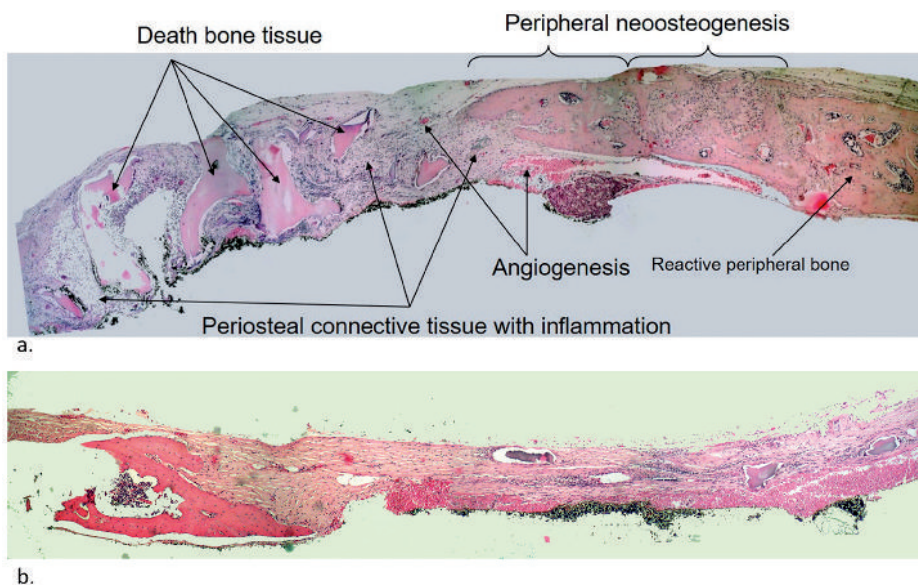 Death bone tissue
Peripheral neoosteogenesis
Angiogenesis
Reactive peripheral bone
Periosteal connective tissue with inflammation
a.
b.